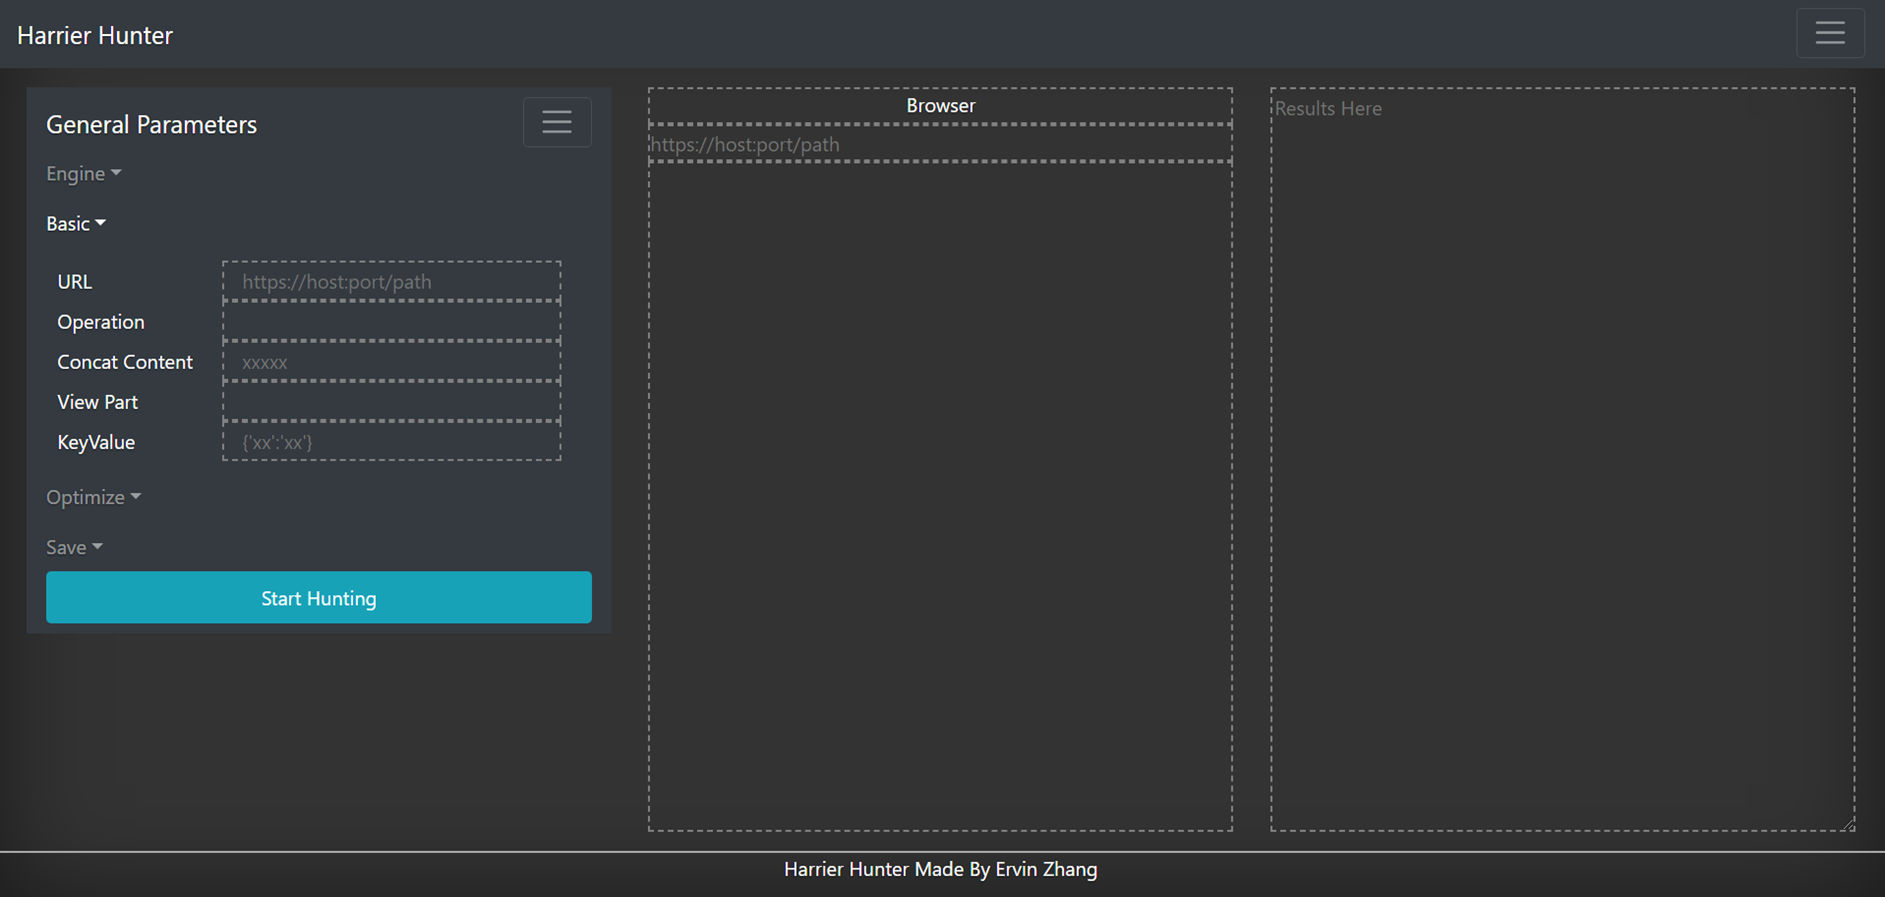 Harrier Hunter
General Parameters
Engine
Basic
URL https://host:port/path
Operation
Concat Content xxxxx
View Part
KeyValue {'xx':'xx'}
Optimize
Save
Start Hunting
Browser
https://host:port/path
Results Here
Harrier Hunter Made By Ervin Zhang